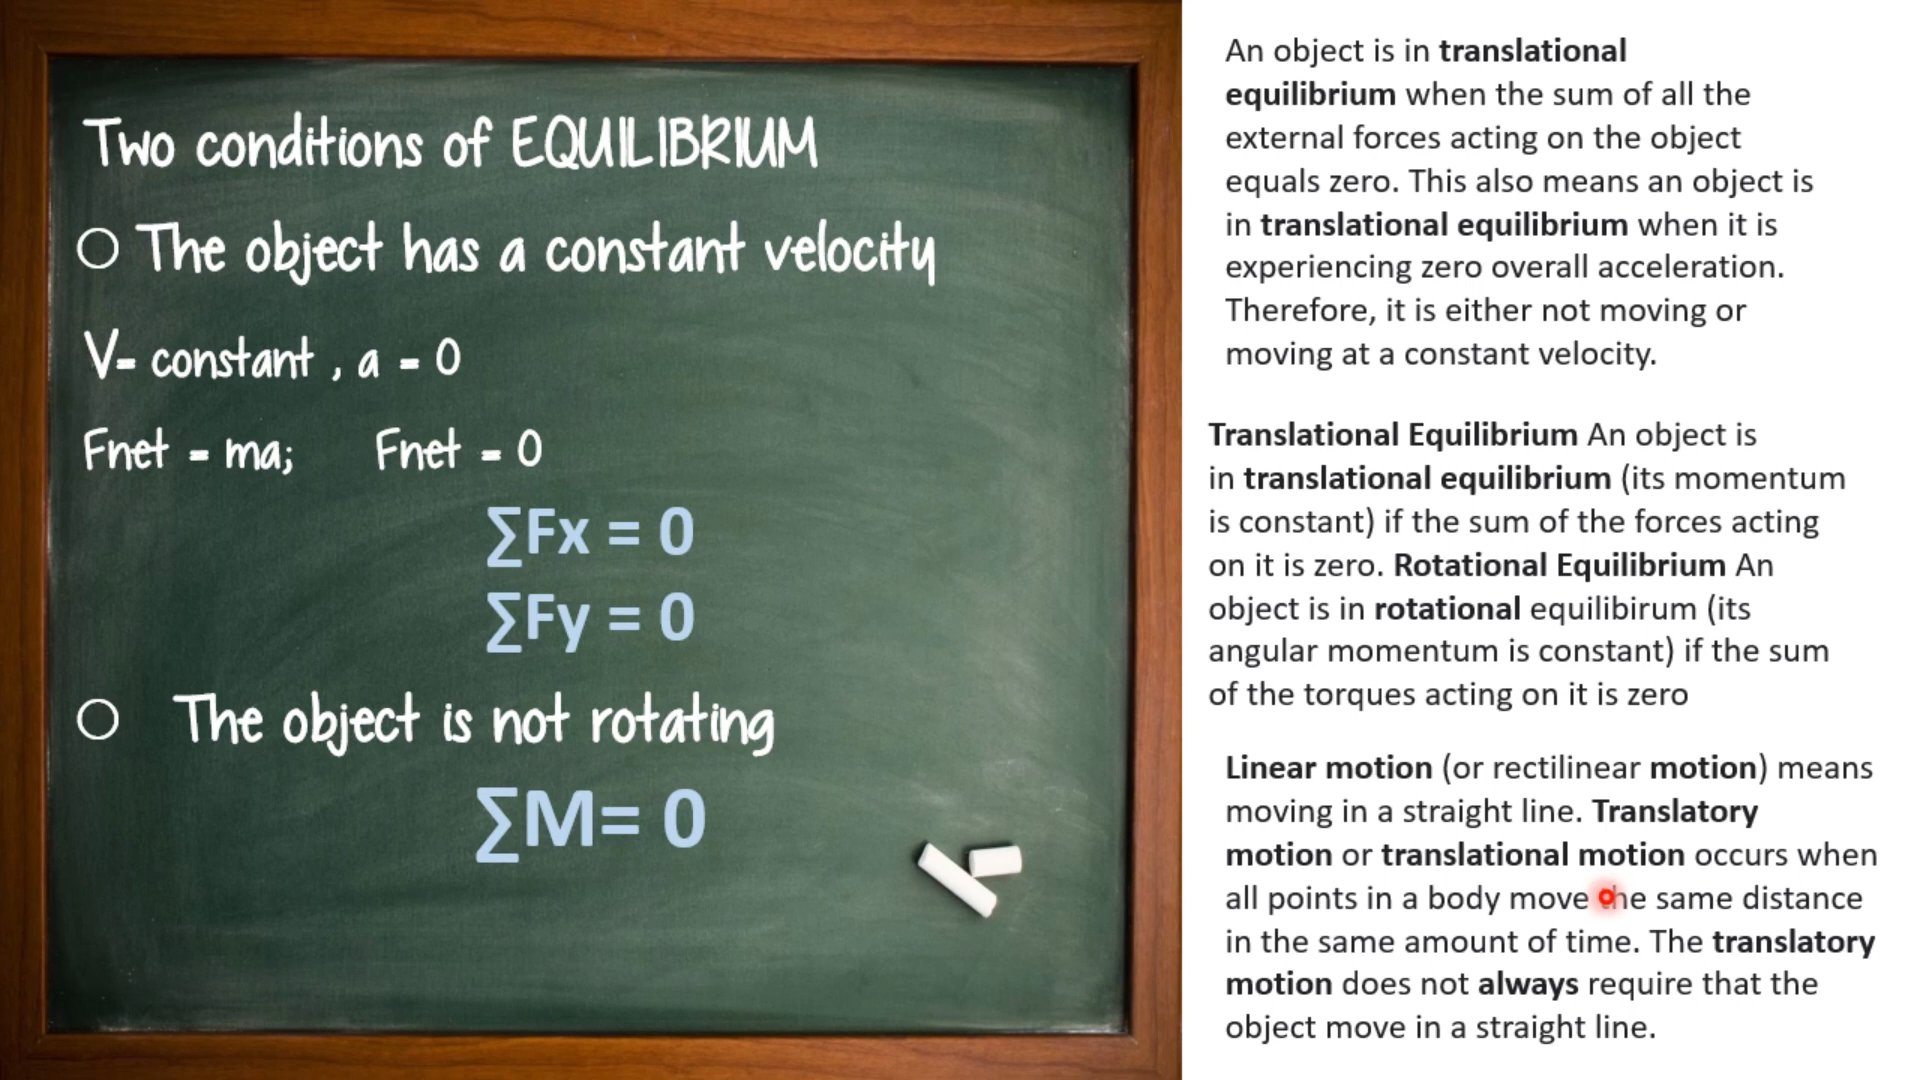 Two conditions of EQUILIBRIUM
The object has a constant velocity
V= constant , a = 0
Fnet = ma; Fnet = 0
∑Fx = 0
∑Fy = 0
The object is not rotating
∑M= 0
An object is in translational
equilibrium when the sum of all the
external forces acting on the object
equals zero. This also means an object is
in translational equilibrium when it is
experiencing zero overall acceleration.
Therefore, it is either not moving or
moving at a constant velocity.
Translational Equilibrium An object is
in translational equilibrium (its momentum
is constant) if the sum of the forces acting
on it is zero. Rotational Equilibrium An
object is in rotational equilibirum (its
angular momentum is constant) if the sum
of the torques acting on it is zero
Linear motion (or rectilinear motion) means
moving in a straight line. Translatory
motion or translational motion occurs when
all points in a body move the same distance
in the same amount of time. The translatory
motion does not always require that the
object move in a straight line.